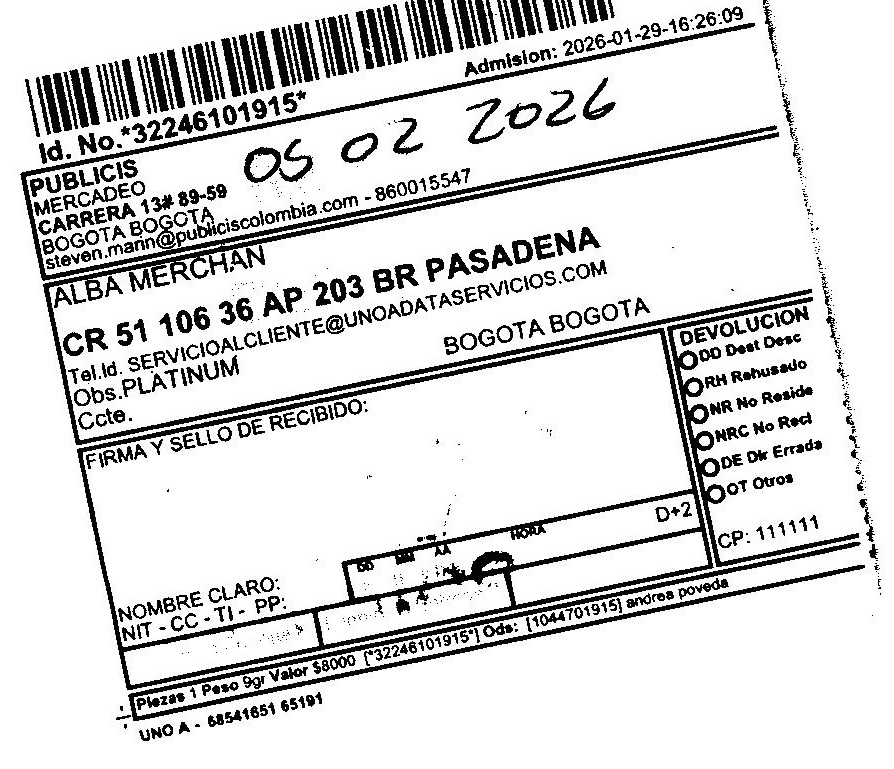 Admision: 2026-01-29-16:26:09
Id. No.*32246101915*
05 02 2026
PUBLICIS
MERCADEO
CARRERA 13# 89-59
BOGOTA BOGOTA
steven.marin@publiciscolombia.com - 860015547
ALBA MERCHAN
CR 51 106 36 AP 203 BR PASADENA
Tel.Id. SERVICIOALCLIENTE@UNOADATASERVICIOS.COM
Obs.PLATINUM
BOGOTA BOGOTA
Ccte.
DEVOLUCION
DD Dest Desc
RH Rehusado
NR No Reside
NRC No Recl
DE Dir Errada
OT Otros
CP: 111111
FIRMA Y SELLO DE RECIBIDO:
D+2
DD MM AA HORA
NOMBRE CLARO:
NIT - CC - TI - PP:
Piezas 1 Peso 9gr Valor $8000 [*32246101915*] Ods: [1044701915] andrea poveda
UNO A - 68541651 65191